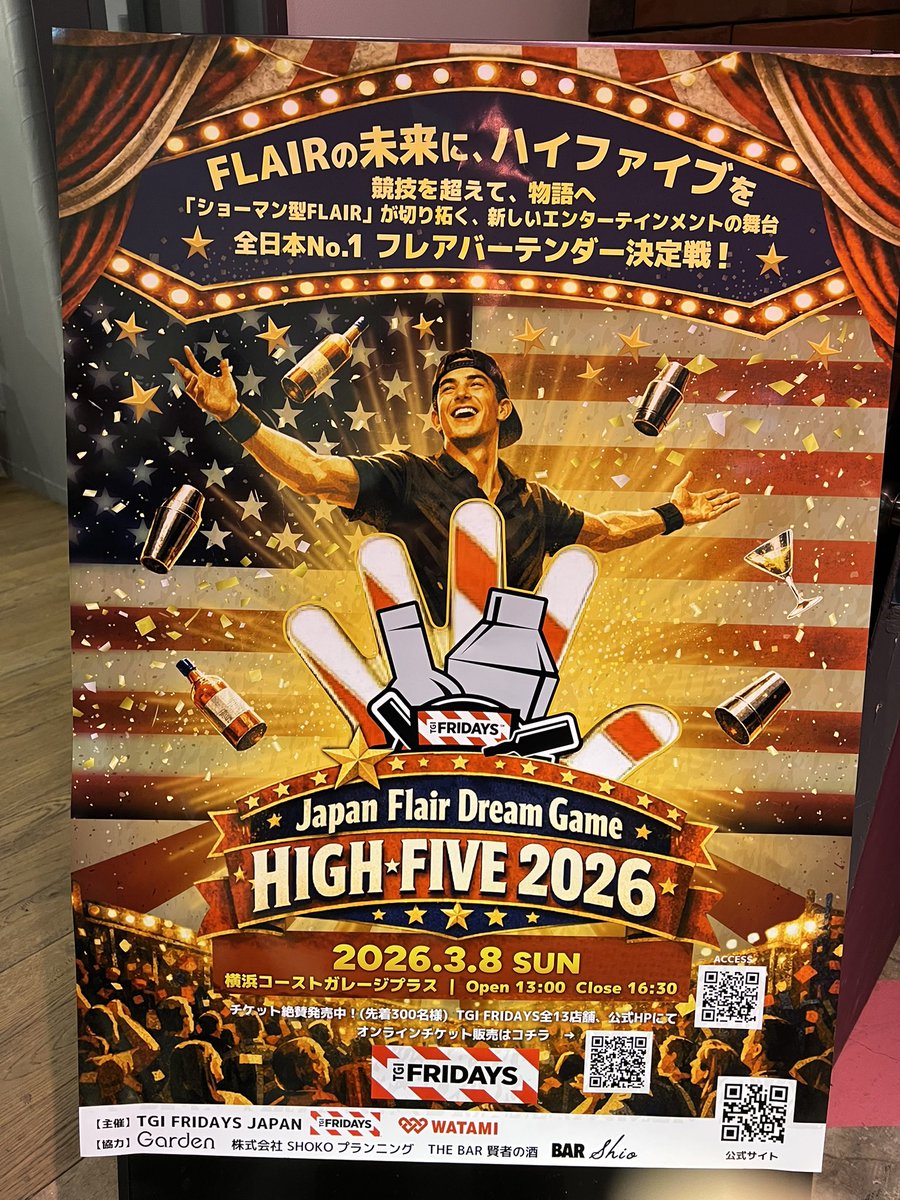 FLAIRの未来に、ハイファイブを
競技を超えて、物語へ
「ショーマン型FLAIR」が切り拓く、新しいエンターテインメントの舞台
全日本No.1 フレアバーテンダー決定戦！
TGI FRIDAYS
Japan Flair Dream Game
HIGH★FIVE 2026
2026.3.8 SUN
横浜コーストガレージプラス | Open 13:00 Close 16:30
ACCESS
チケット絶賛発売中！(先着300名様) TGI FRIDAYS全13店舗、公式HPにて
オンラインチケット販売はコチラ →
TGI FRIDAYS
【主催】TGI FRIDAYS JAPAN TGI FRIDAYS WATAMI
【協力】Garden 株式会社 SHOKO プランニング THE BAR 賢者の酒 BAR Shio
公式サイト